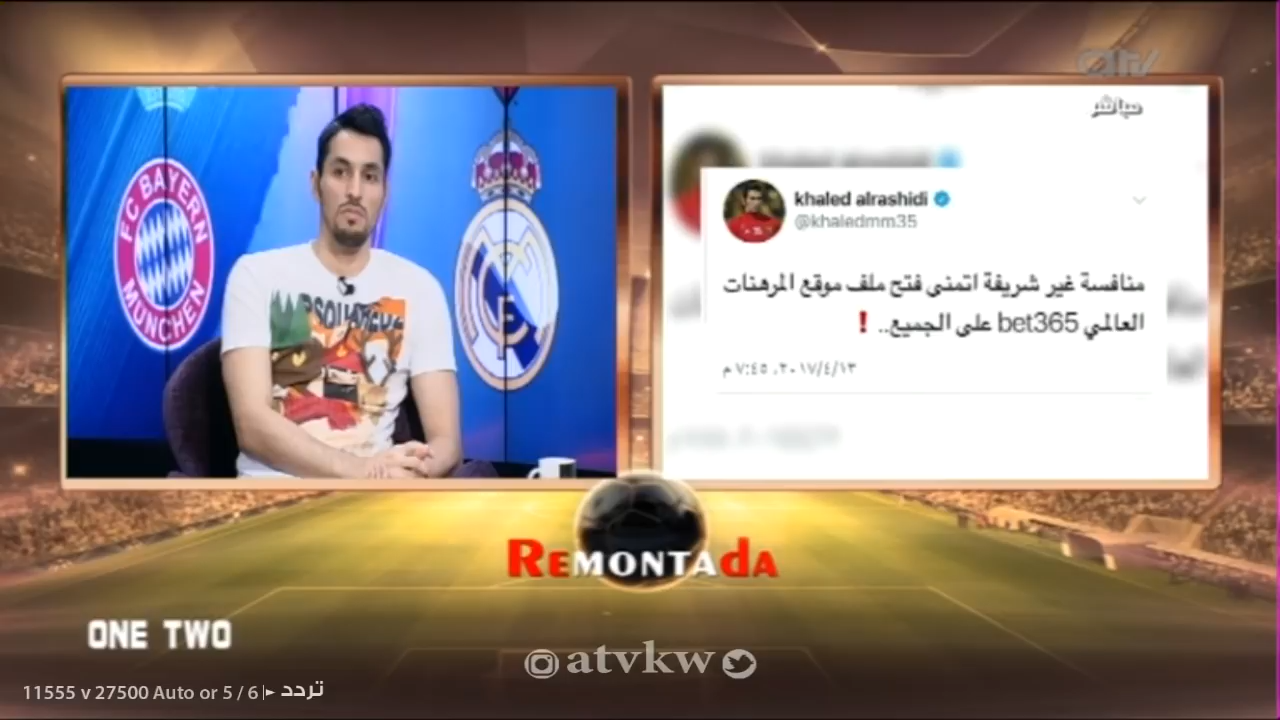 atv
مباشر
FC BAYERN
MÜNCHEN
khaled alrashidi
@khaledmm35
منافسة غير شريفة اتمنى فتح ملف موقع المرهنات
العالمي bet365 على الجميع.. !
٢٠١٧/٤/١٣، ٧:٤٥ م
REMONTADA
ONE TWO
atvkw
11555 v 27500 Auto or 5 / 6 تردد